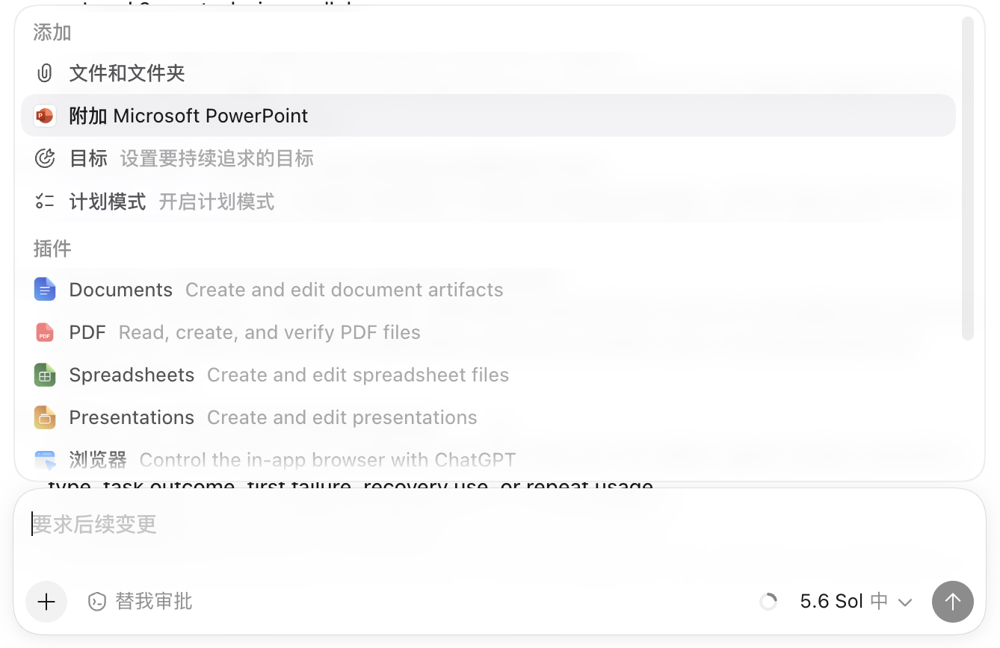 添加
文件和文件夹
附加 Microsoft PowerPoint
目标 设置要持续追求的目标
计划模式 开启计划模式
插件
Documents Create and edit document artifacts
PDF Read, create, and verify PDF files
Spreadsheets Create and edit spreadsheet files
Presentations Create and edit presentations
浏览器 Control the in-app browser with ChatGPT
type, task outcome, first failure, recovery use, or repeat usage
要求后续变更
替我审批
5.6 Sol 中